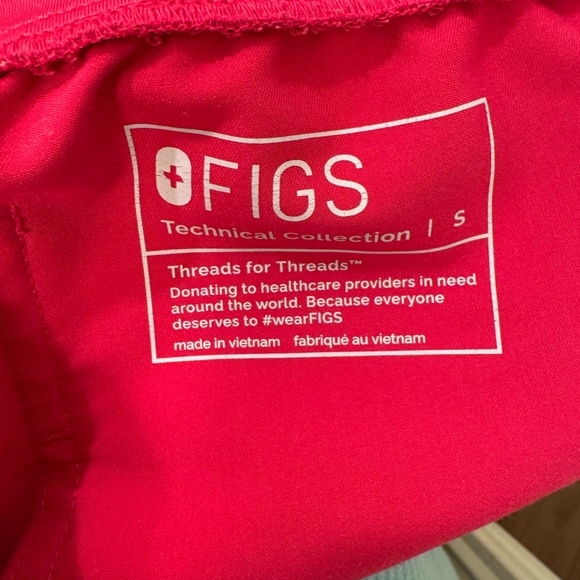 FIGS
Technical Collection | S
Threads for Threads™
Donating to healthcare providers in need
around the world. Because everyone
deserves to #wearFIGS
made in vietnam fabriqué au vietnam